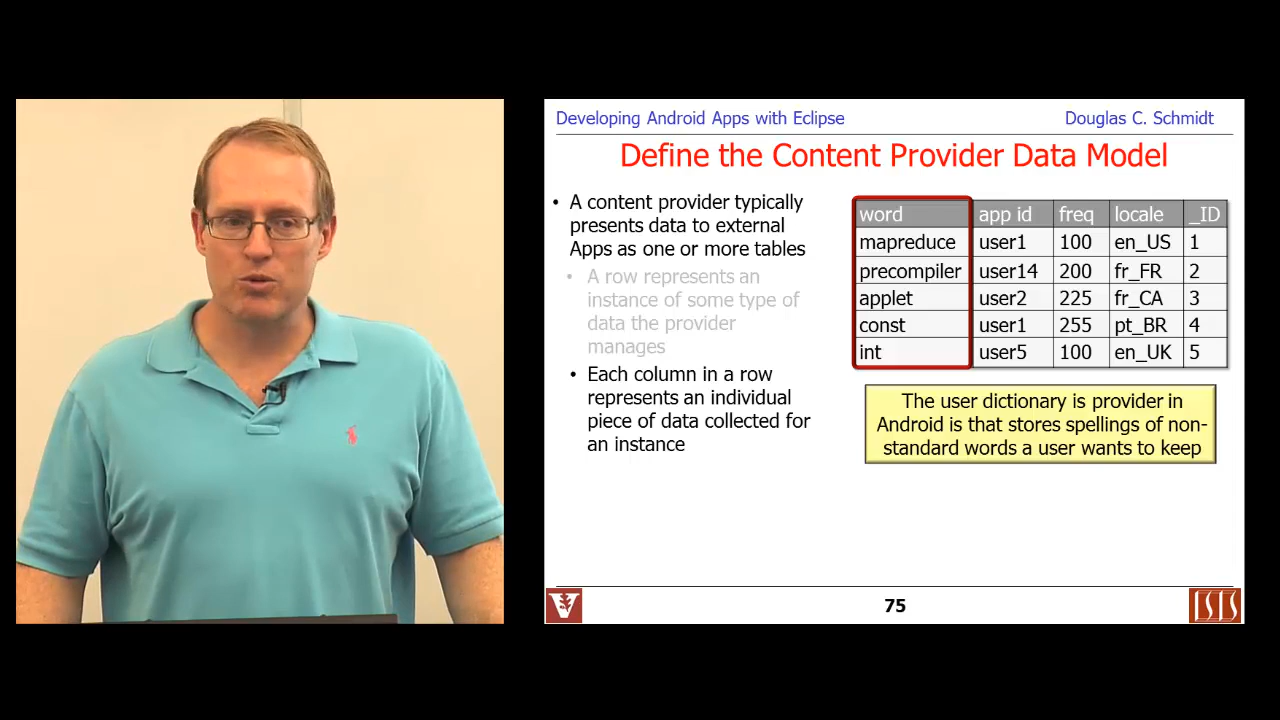 Developing Android Apps with Eclipse
Douglas C. Schmidt
Define the Content Provider Data Model
• A content provider typically
presents data to external
Apps as one or more tables
• A row represents an
instance of some type of
data the provider
manages
• Each column in a row
represents an individual
piece of data collected for
an instance
word app id freq locale _ID
mapreduce user1 100 en_US 1
precompiler user14 200 fr_FR 2
applet user2 225 fr_CA 3
const user1 255 pt_BR 4
int user5 100 en_UK 5
The user dictionary is provider in
Android is that stores spellings of non-
standard words a user wants to keep
V
75
ISIS